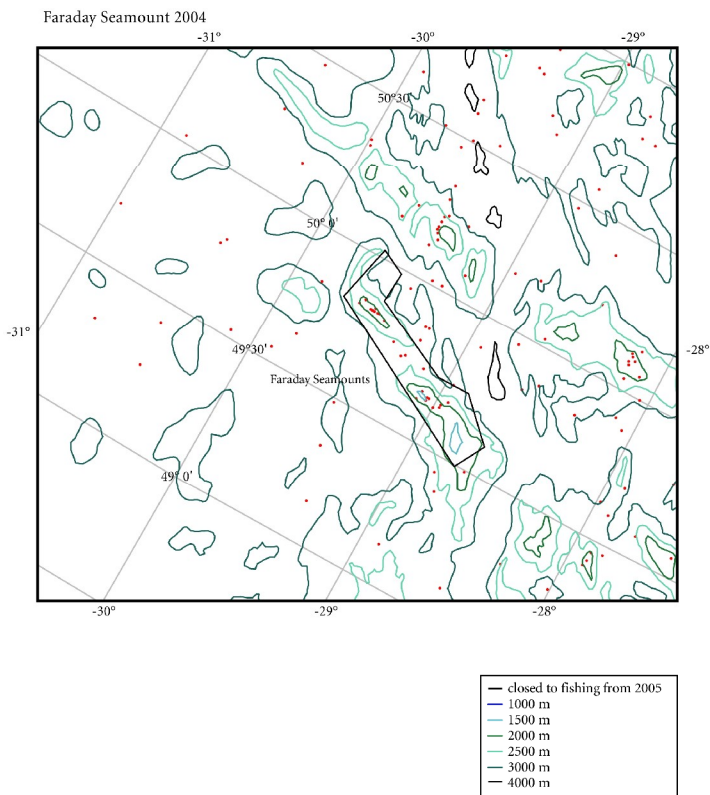 Faraday Seamount 2004
-31°
-30°
-29°
50°30'
50° 0'
-31°
-28°
49°30'
Faraday Seamounts
49° 0'
-30°
-29°
-28°
closed to fishing from 2005
1000 m
1500 m
2000 m
2500 m
3000 m
4000 m